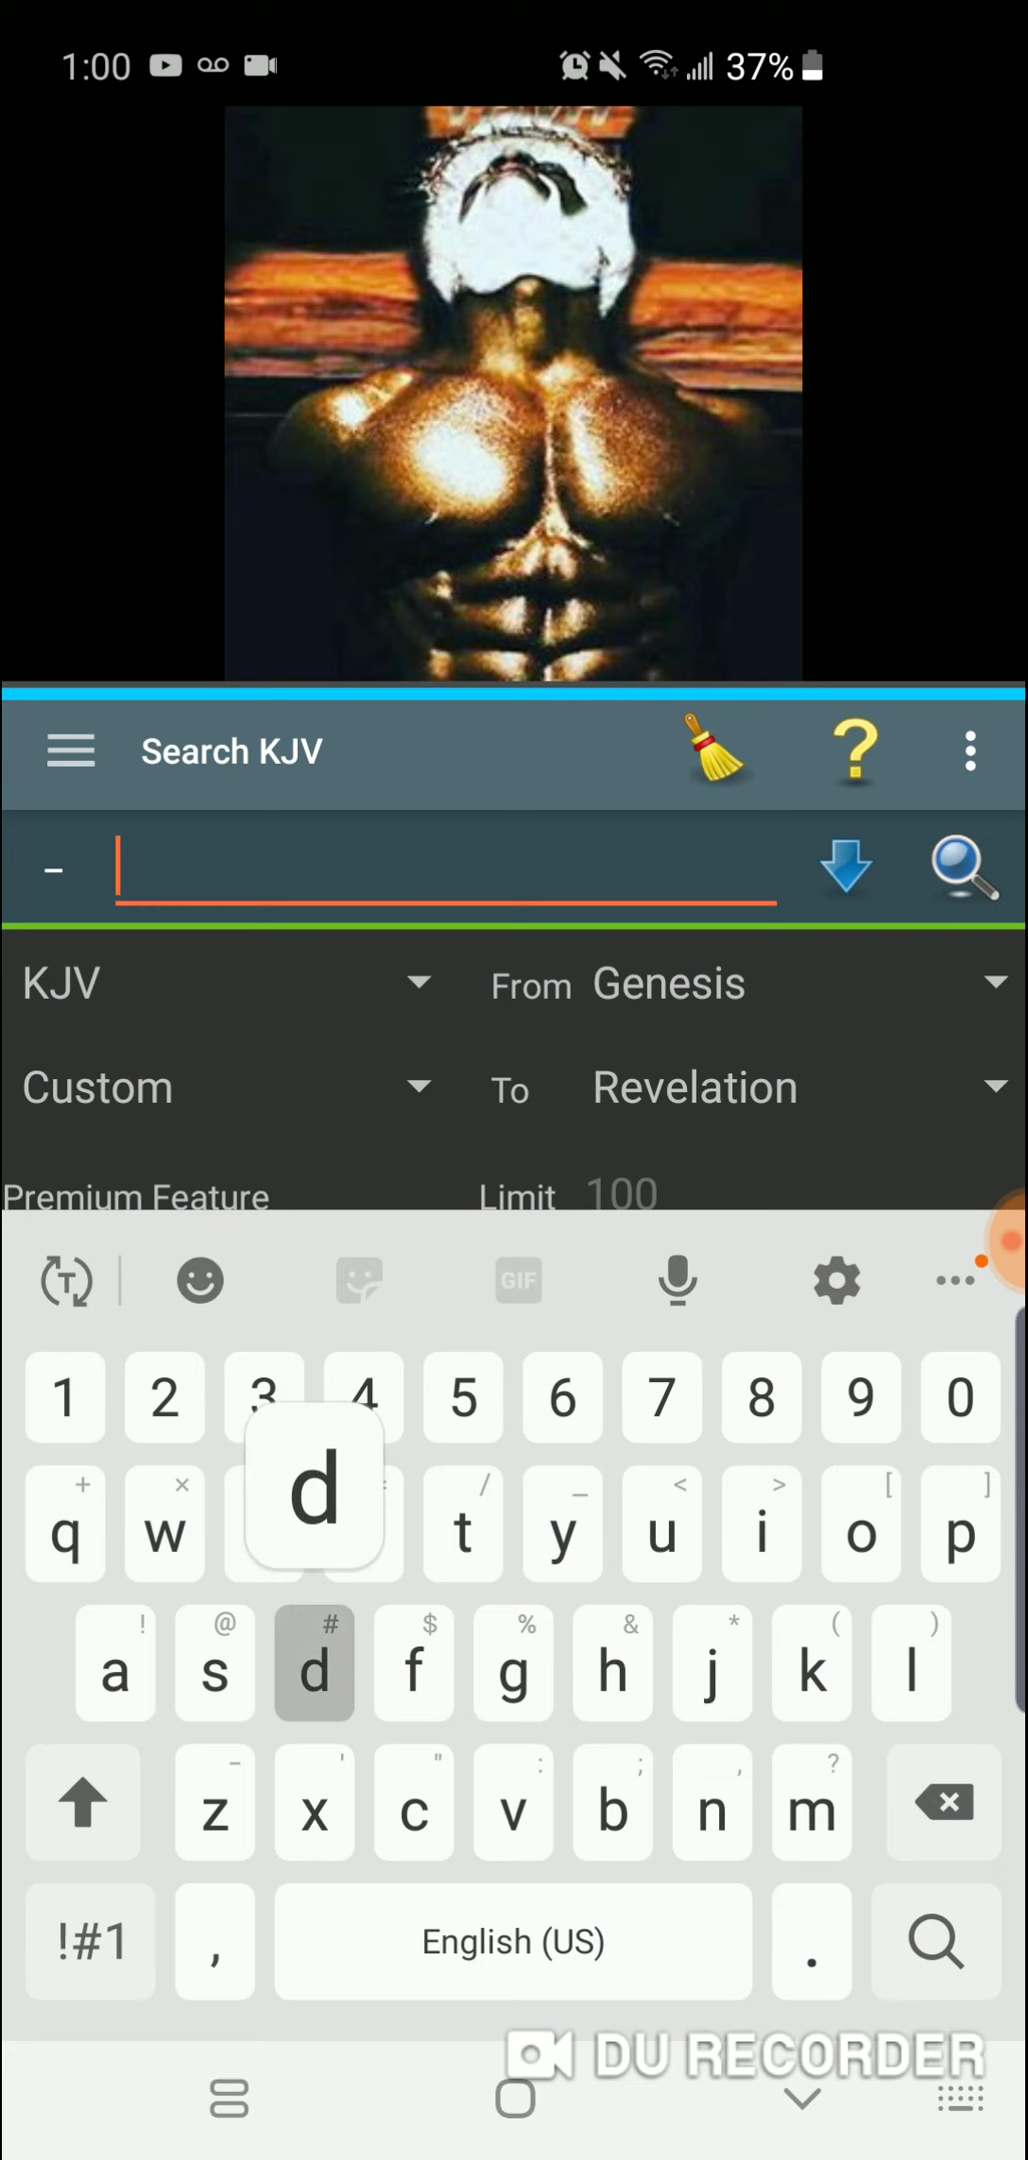 1:00 37%
Search KJV
–
KJV From Genesis
Custom To Revelation
Premium Feature Limit 100
T GIF
1 2 3 4 5 6 7 8 9 0
d
+ × / _ < > [ ]
q w t y u i o p
! @ # $ % & * ( )
a s d f g h j k l
– ' " : ; , ?
z x c v b n m
!#1 , English (US) .
DU RECORDER